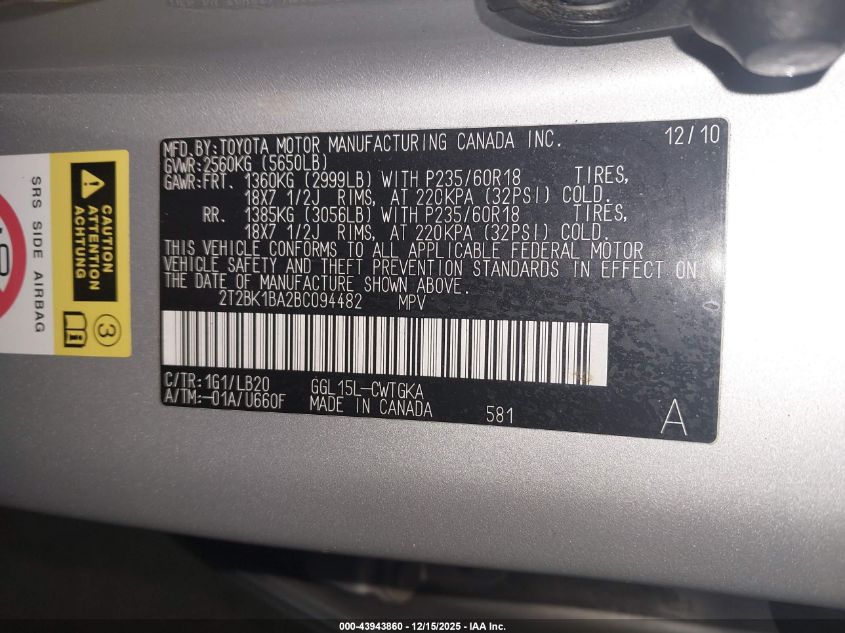 MFD.BY:TOYOTA MOTOR MANUFACTURING CANADA INC. 12/10
GVWR:2560KG (5650LB)
GAWR:FRT. 1360KG (2999LB) WITH P235/60R18 TIRES,
18X7 1/2J RIMS, AT 220KPA (32PSI) COLD.
RR. 1385KG (3056LB) WITH P235/60R18 TIRES,
18X7 1/2J RIMS, AT 220KPA (32PSI) COLD.
THIS VEHICLE CONFORMS TO ALL APPLICABLE FEDERAL MOTOR
VEHICLE SAFETY AND THEFT PREVENTION STANDARDS IN EFFECT ON
THE DATE OF MANUFACTURE SHOWN ABOVE.
2T2BK1BA2BC094482 MPV
C/TR:1G1/LB20 GGL15L-CWTGKA
A/TM:-01A/U660F MADE IN CANADA 581 A
SRS SIDE AIRBAG
CAUTION
ATTENTION
ACHTUNG
3
000-43943860 - 12/15/2025 - IAA Inc.